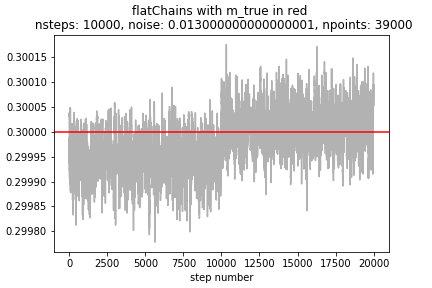 flatChains with m_true in red
nsteps: 10000, noise: 0.013000000000000001, npoints: 39000
0.30015
0.30010
0.30005
0.30000
0.29995
0.29990
0.29985
0.29980
0 2500 5000 7500 10000 12500 15000 17500 20000
step number